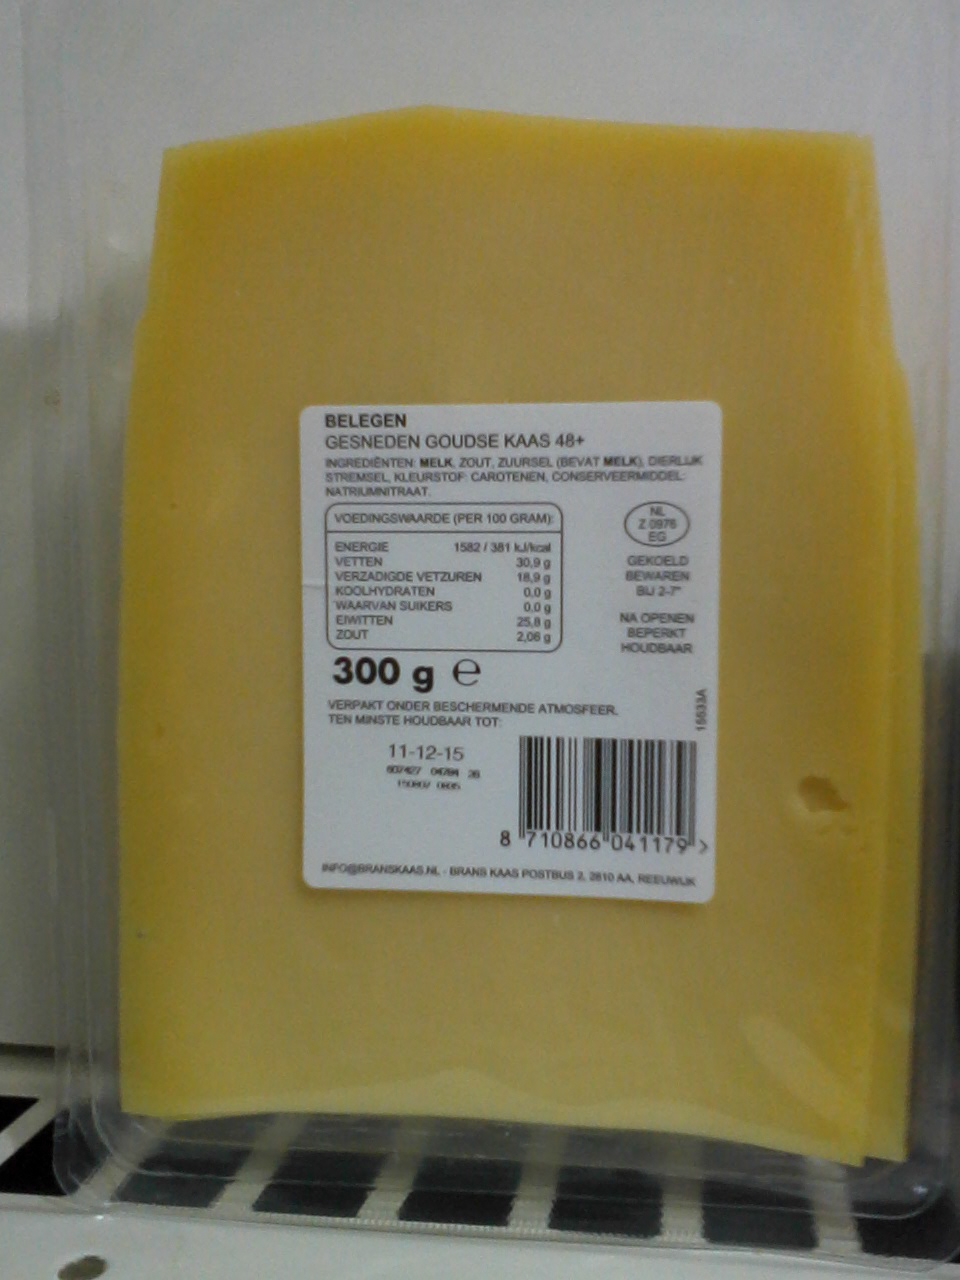 BELEGEN
GESNEDEN GOUDSE KAAS 48+
INGREDIËNTEN: MELK, ZOUT, ZUURSEL (BEVAT MELK), DIERLIJK
STREMSEL, KLEURSTOF: CAROTENEN, CONSERVEERMIDDEL:
NATRIUMNITRAAT.
VOEDINGSWAARDE (PER 100 GRAM):
ENERGIE 1582 / 381 kJ/kcal
VETTEN 30,9 g
VERZADIGDE VETZUREN 18,9 g
KOOLHYDRATEN 0,0 g
WAARVAN SUIKERS 0,0 g
EIWITTEN 25,8 g
ZOUT 2,06 g
NL
Z 0976
EG
GEKOELD
BEWAREN
BIJ 2-7°
NA OPENEN
BEPERKT
HOUDBAAR
300 g e
VERPAKT ONDER BESCHERMENDE ATMOSFEER.
TEN MINSTE HOUDBAAR TOT:
11-12-15
15633A
8 710866 041179 >
INFO@BRANSKAAS.NL - BRANS KAAS POSTBUS 2, 2810 AA, REEUWIJK